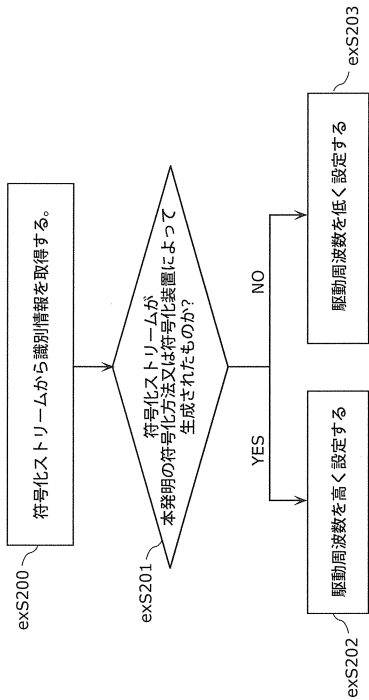 exS200
符号化ストリームから識別情報を取得する。
exS201
符号化ストリームが
本発明の符号化方法又は符号化装置によって
生成されたものか?
YES
NO
exS202
駆動周波数を高く設定する
exS203
駆動周波数を低く設定する